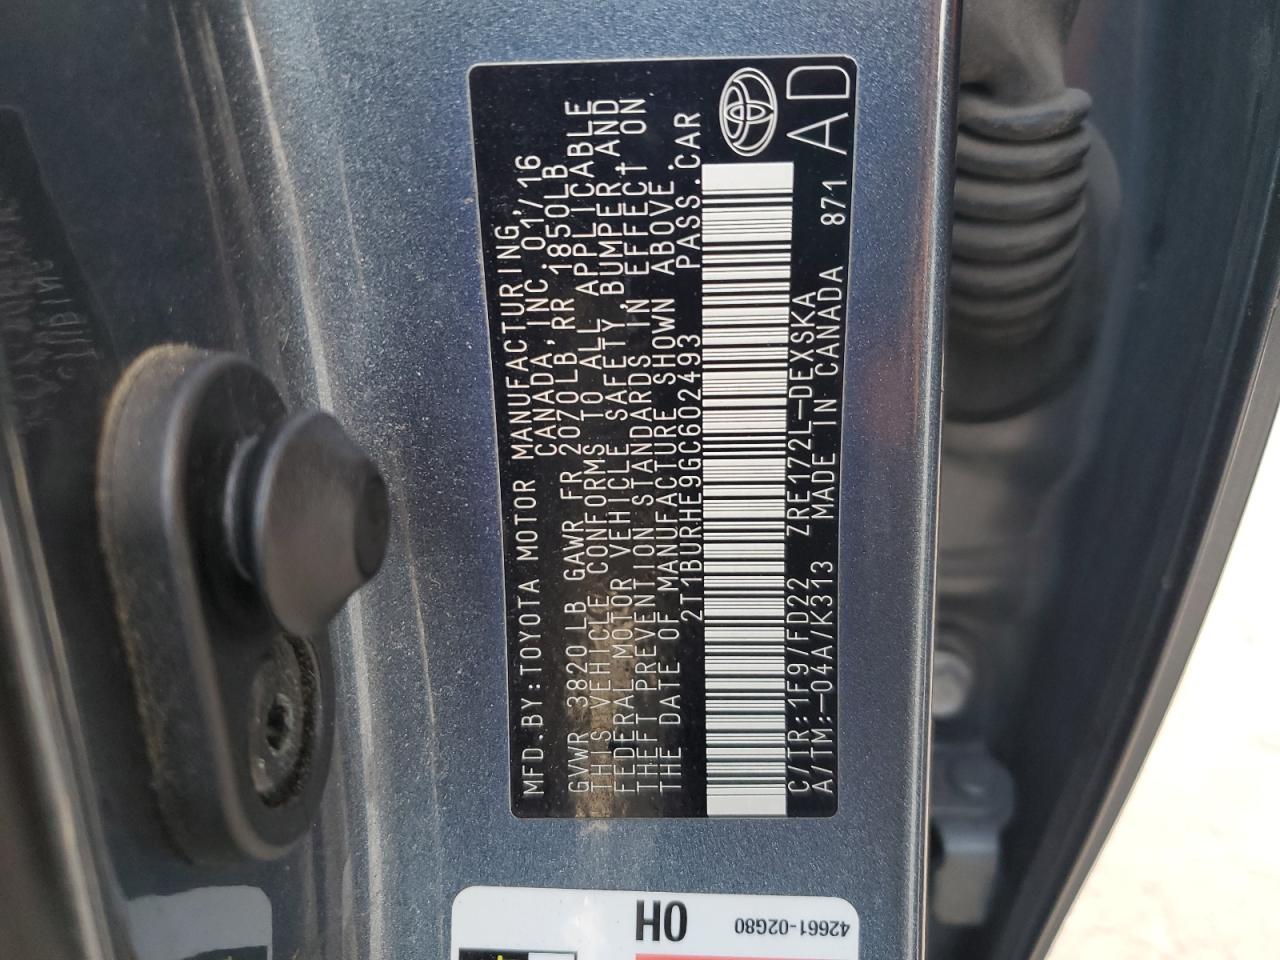 MFD.BY:TOYOTA MOTOR MANUFACTURING,
CANADA,INC. 01/16
GVWR 3820LB GAWR FR 2070LB,RR 1850LB
THIS VEHICLE CONFORMS TO ALL APPLICABLE
FEDERAL MOTOR VEHICLE SAFETY,BUMPER,AND
THEFT PREVENTION STANDARDS IN EFFECT ON
THE DATE OF MANUFACTURE SHOWN ABOVE.
2T1BURHE9GC602493 PASS.CAR
C/TR:1F9/FD22 ZRE172L-DEXSKA
A/TM:-04A/K313 MADE IN CANADA 871 AD
0H
42661-02G80